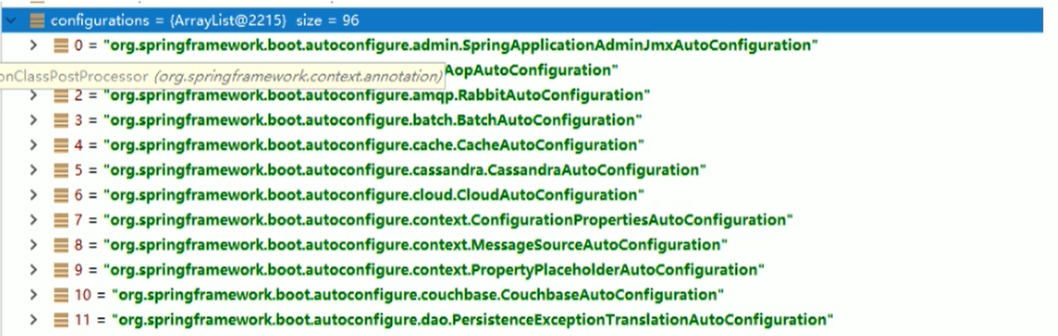 configurations = {ArrayList@2215} size = 96
0 = "org.springframework.boot.autoconfigure.admin.SpringApplicationAdminJmxAutoConfiguration"
onClassPostProcessor (org.springframework.context.annotation) AopAutoConfiguration"
2 = "org.springframework.boot.autoconfigure.amqp.RabbitAutoConfiguration"
3 = "org.springframework.boot.autoconfigure.batch.BatchAutoConfiguration"
4 = "org.springframework.boot.autoconfigure.cache.CacheAutoConfiguration"
5 = "org.springframework.boot.autoconfigure.cassandra.CassandraAutoConfiguration"
6 = "org.springframework.boot.autoconfigure.cloud.CloudAutoConfiguration"
7 = "org.springframework.boot.autoconfigure.context.ConfigurationPropertiesAutoConfiguration"
8 = "org.springframework.boot.autoconfigure.context.MessageSourceAutoConfiguration"
9 = "org.springframework.boot.autoconfigure.context.PropertyPlaceholderAutoConfiguration"
10 = "org.springframework.boot.autoconfigure.couchbase.CouchbaseAutoConfiguration"
11 = "org.springframework.boot.autoconfigure.dao.PersistenceExceptionTranslationAutoConfiguration"